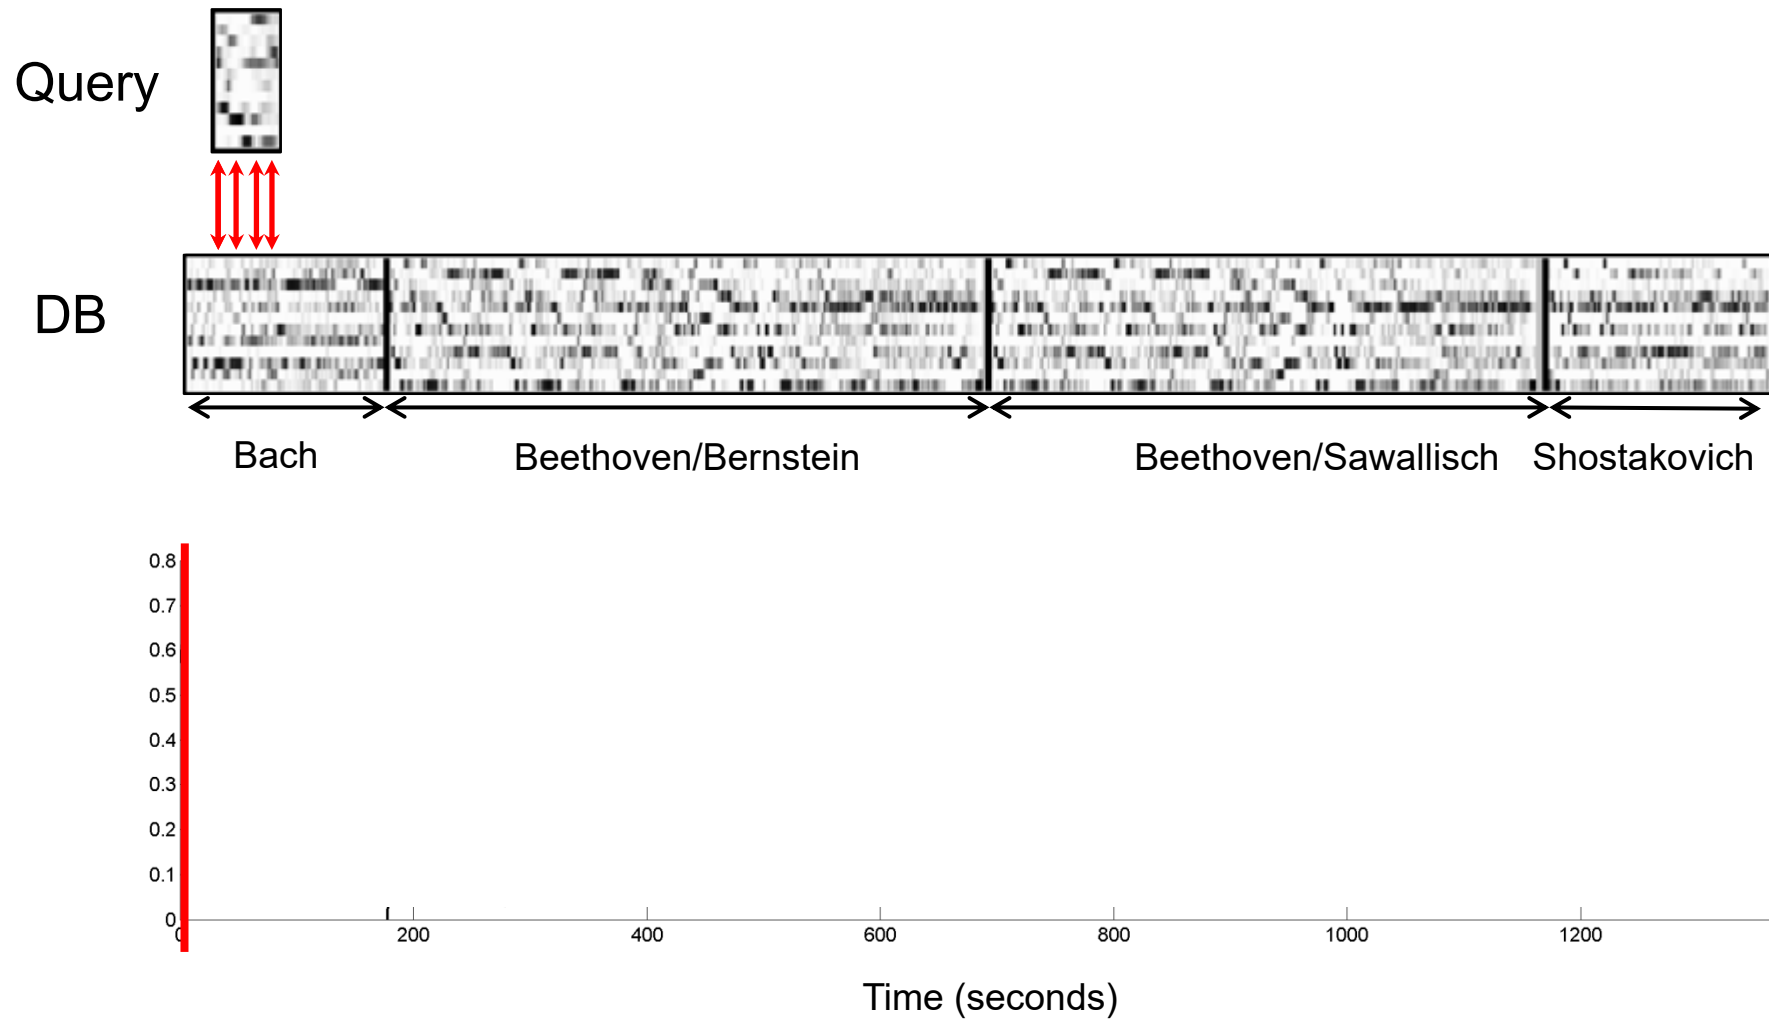 Query
DB
Bach
Beethoven/Bernstein
Beethoven/Sawallisch
Shostakovich
0.8
0.7
0.6
0.5
0.4
0.3
0.2
0.1
0
0 200 400 600 800 1000 1200
Time (seconds)